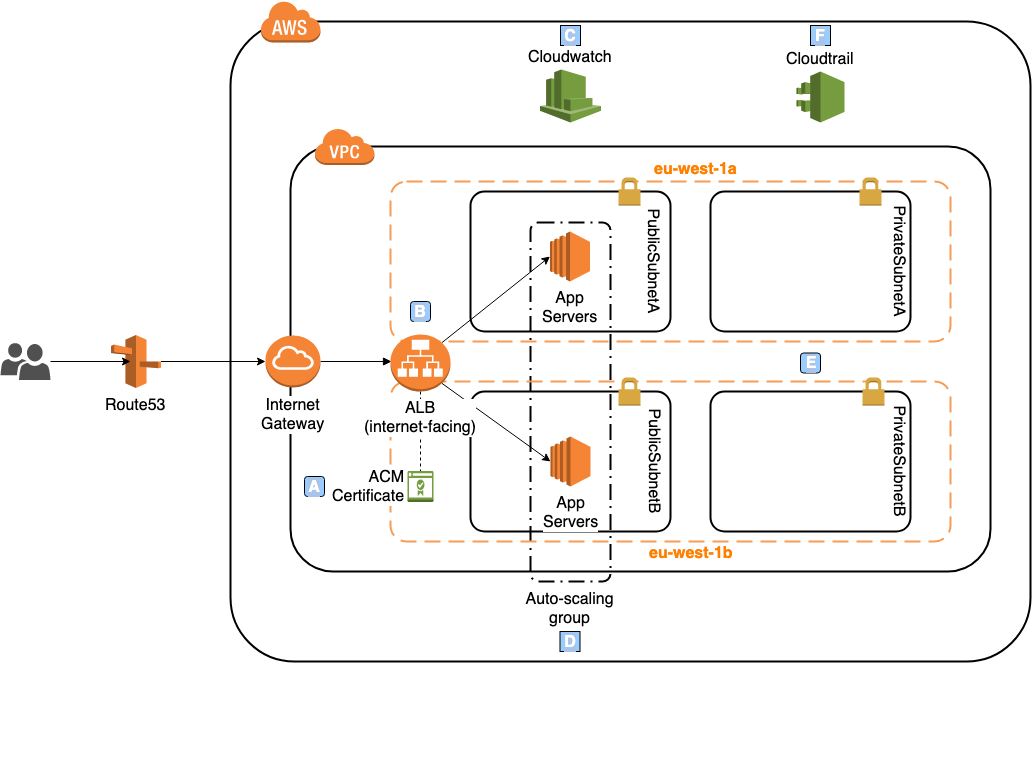 AWS
C
Cloudwatch
F
Cloudtrail
VPC
eu-west-1a
PublicSubnetA
PrivateSubnetA
App
Servers
B
Route53
Internet
Gateway
ALB
(internet-facing)
E
A
ACM
Certificate
PublicSubnetB
PrivateSubnetB
App
Servers
eu-west-1b
Auto-scaling
group
D